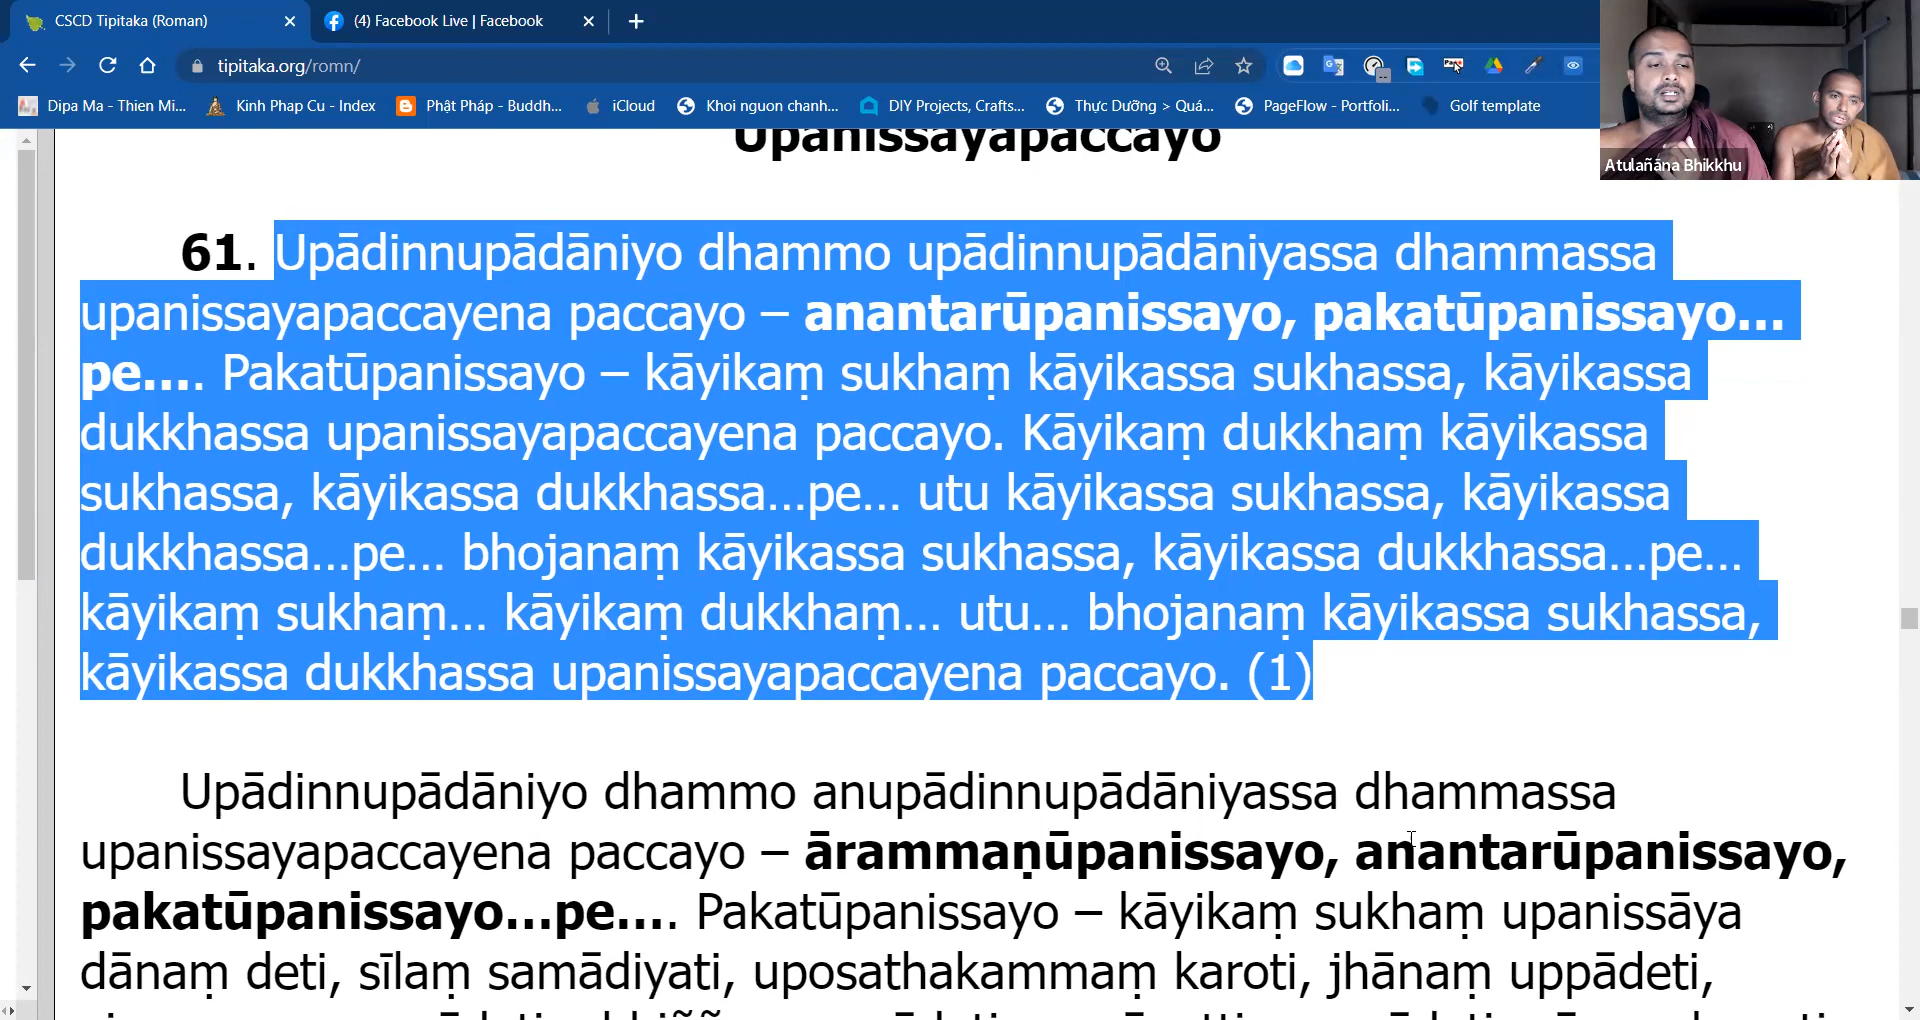 CSCD Tipitaka (Roman)
(4) Facebook Live | Facebook
tipitaka.org/romn/
Dipa Ma - Thien Mi...
Kinh Phap Cu - Index
Phật Pháp - Buddh...
iCloud
Khoi nguon chanh...
DIY Projects, Crafts...
Thực Dưỡng > Quá...
PageFlow - Portfolio...
Golf template
Atulañāna Bhikkhu
Upanissayapaccayo
61. Upādinnupādāniyo dhammo upādinnupādāniyassa dhammassa
upanissayapaccayena paccayo – anantarūpanissayo, pakatūpanissayo…
pe…. Pakatūpanissayo – kāyikaṃ sukhaṃ kāyikassa sukhassa, kāyikassa
dukkhassa upanissayapaccayena paccayo. Kāyikaṃ dukkhaṃ kāyikassa
sukhassa, kāyikassa dukkhassa…pe… utu kāyikassa sukhassa, kāyikassa
dukkhassa…pe… bhojanaṃ kāyikassa sukhassa, kāyikassa dukkhassa…pe…
kāyikaṃ sukhaṃ… kāyikaṃ dukkhaṃ… utu… bhojanaṃ kāyikassa sukhassa,
kāyikassa dukkhassa upanissayapaccayena paccayo. (1)
Upādinnupādāniyo dhammo anupādinnupādāniyassa dhammassa
upanissayapaccayena paccayo – ārammaṇūpanissayo, anantarūpanissayo,
pakatūpanissayo…pe…. Pakatūpanissayo – kāyikaṃ sukhaṃ upanissāya
dānaṃ deti, sīlaṃ samādiyati, uposathakammaṃ karoti, jhānaṃ uppādeti,